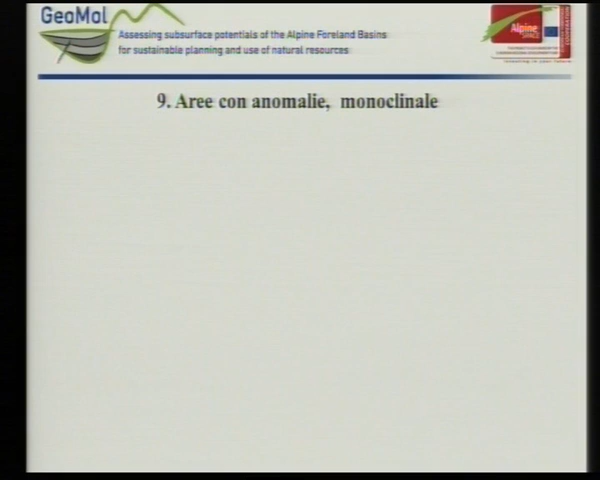 GeoMol
Assessing subsurface potentials of the Alpine Foreland Basins
for sustainable planning and use of natural resources
Alpine
Space
9. Aree con anomalie, monoclinale